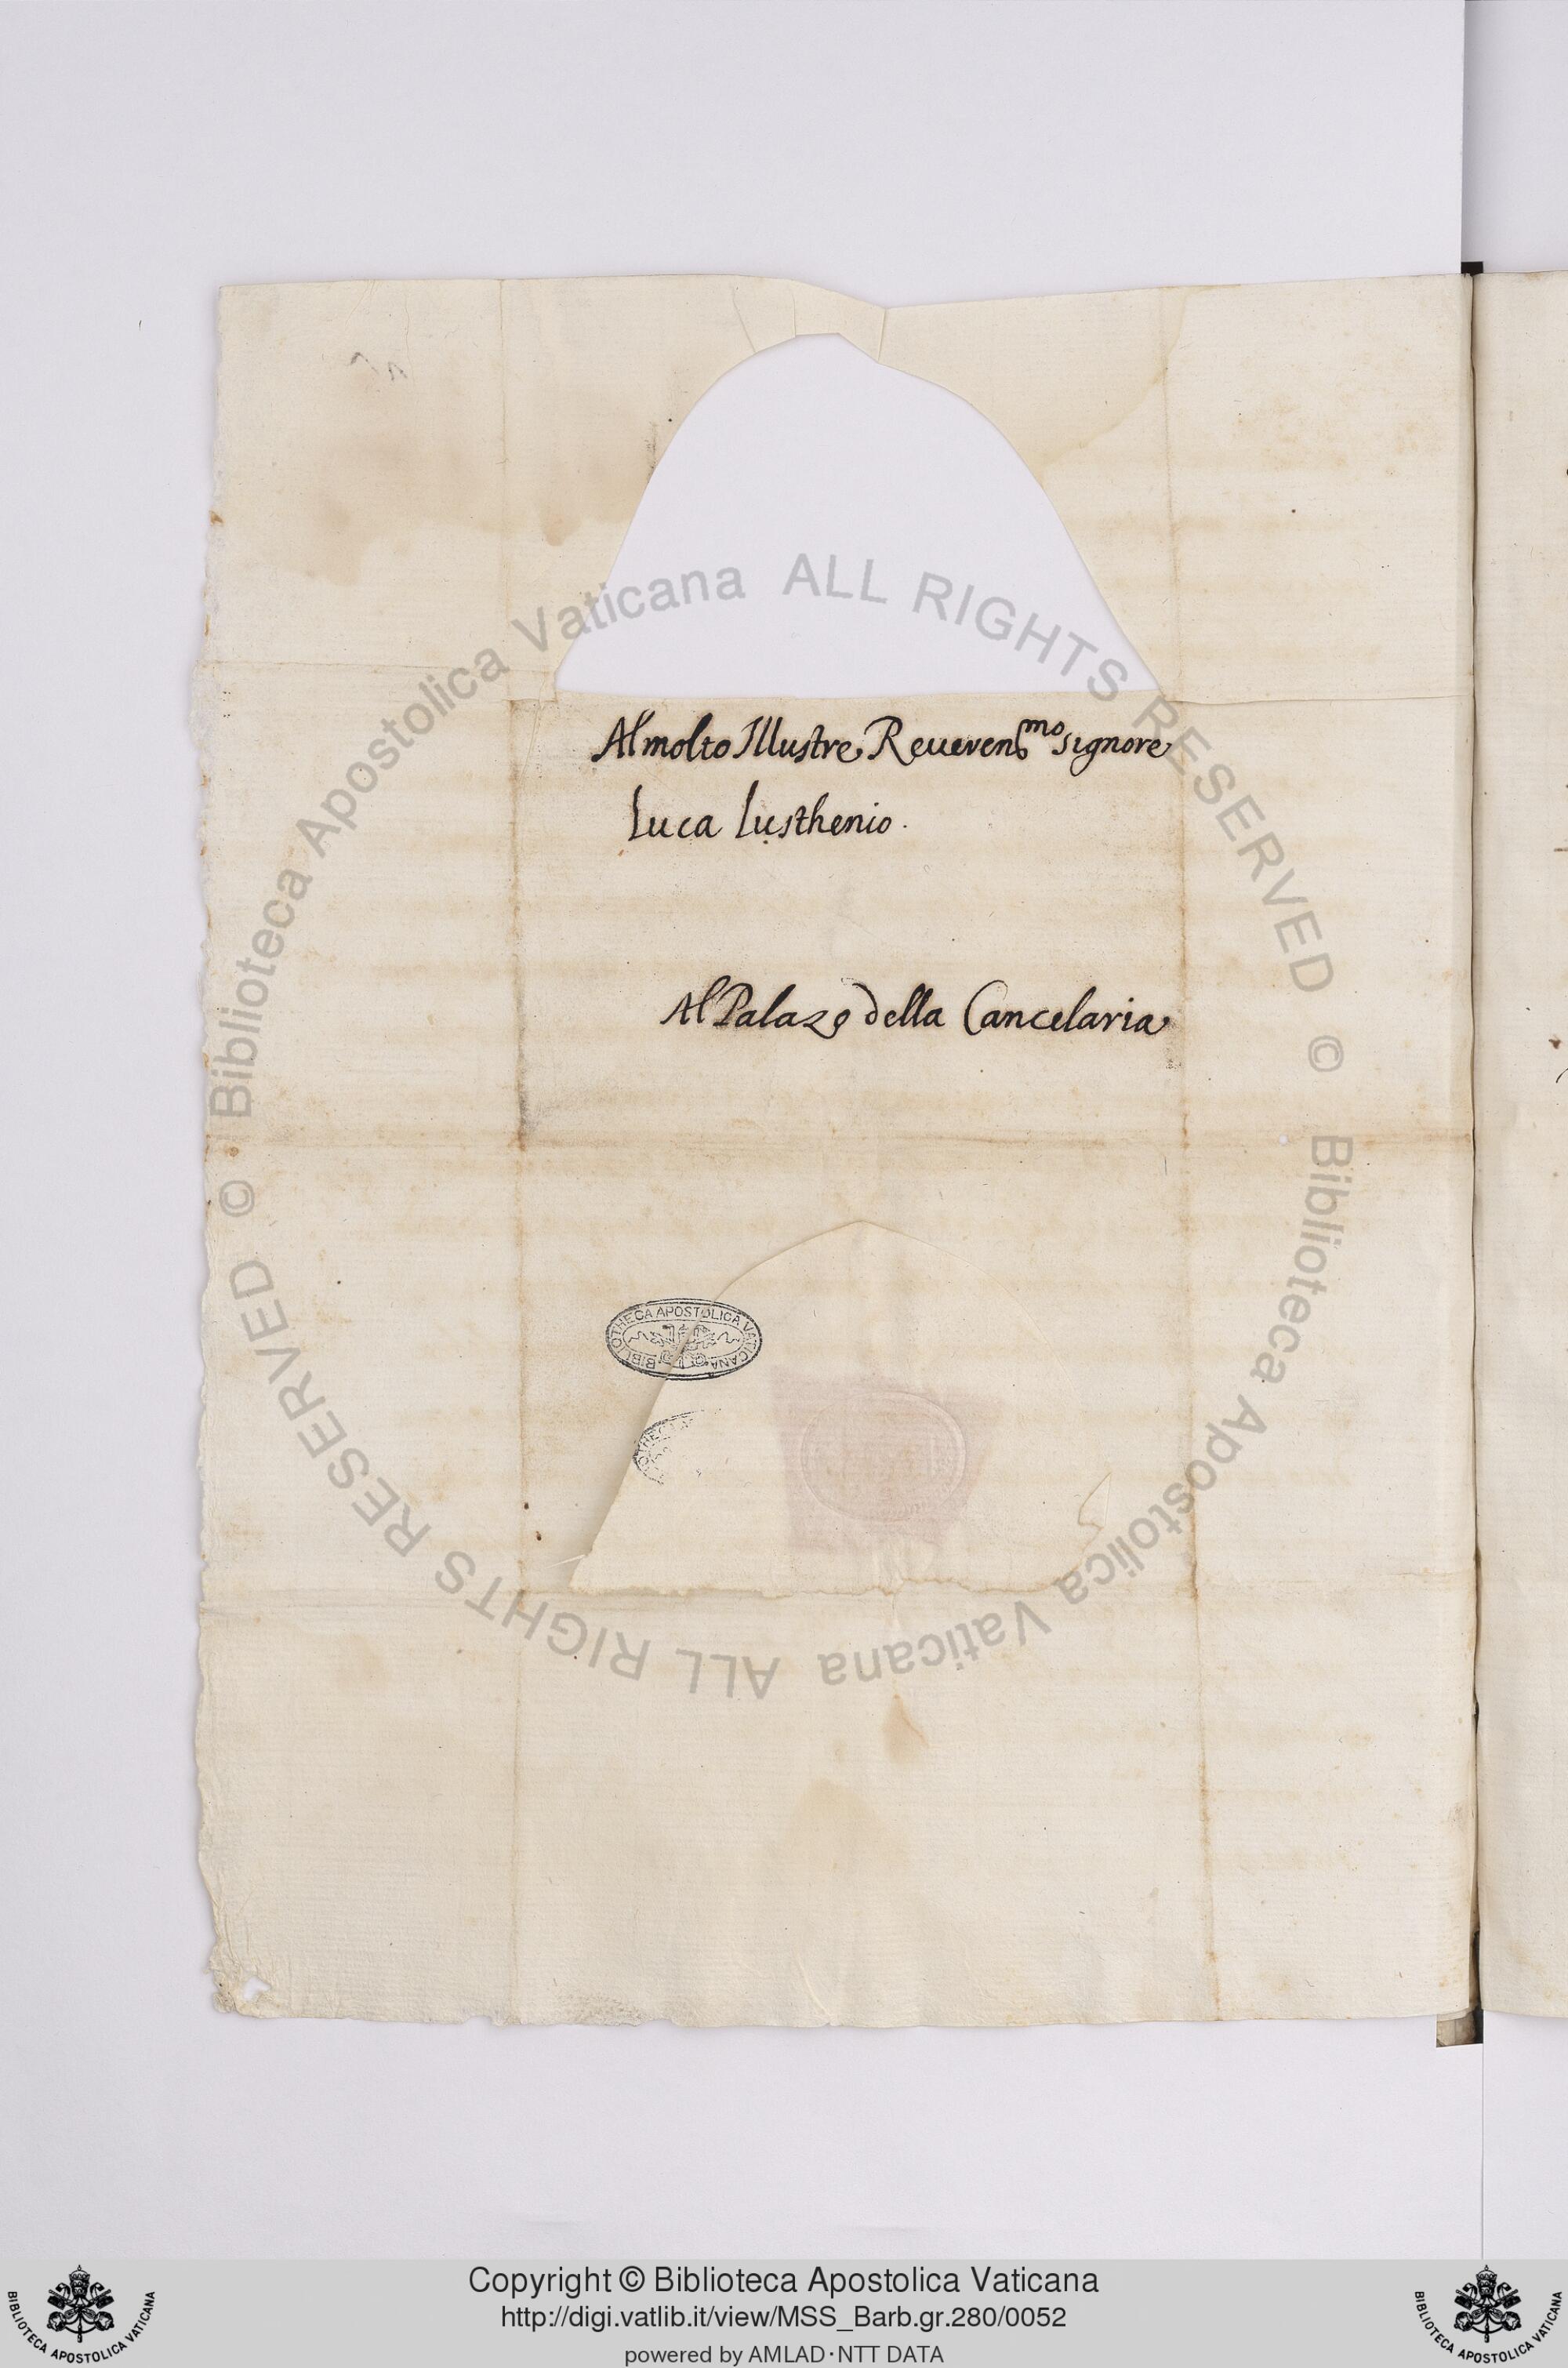 Al molto Illustre Reueren.mo signore
Luca Lusthenio.
Al Palazo della Cancelaria
BIBLIOTHECA APOSTOLICA VATICANA
© Biblioteca Apostolica Vaticana ALL RIGHTS RESERVED
© Biblioteca Apostolica Vaticana ALL RIGHTS RESERVED
Copyright © Biblioteca Apostolica Vaticana
http://digi.vatlib.it/view/MSS_Barb.gr.280/0052
powered by AMLAD·NTT DATA
BIBLIOTECA APOSTOLICA VATICANA
BIBLIOTECA APOSTOLICA VATICANA